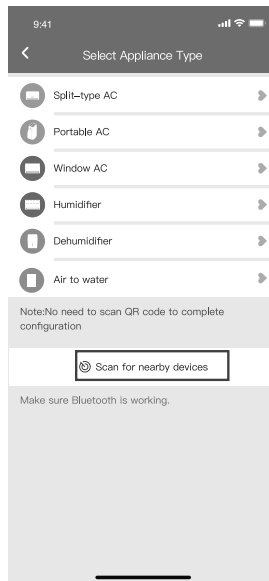 9:41
Select Appliance Type
Split–type AC
Portable AC
Window AC
Humidifier
Dehumidifier
Air to water
Note:No need to scan QR code to complete
configuration
Scan for nearby devices
Make sure Bluetooth is working.